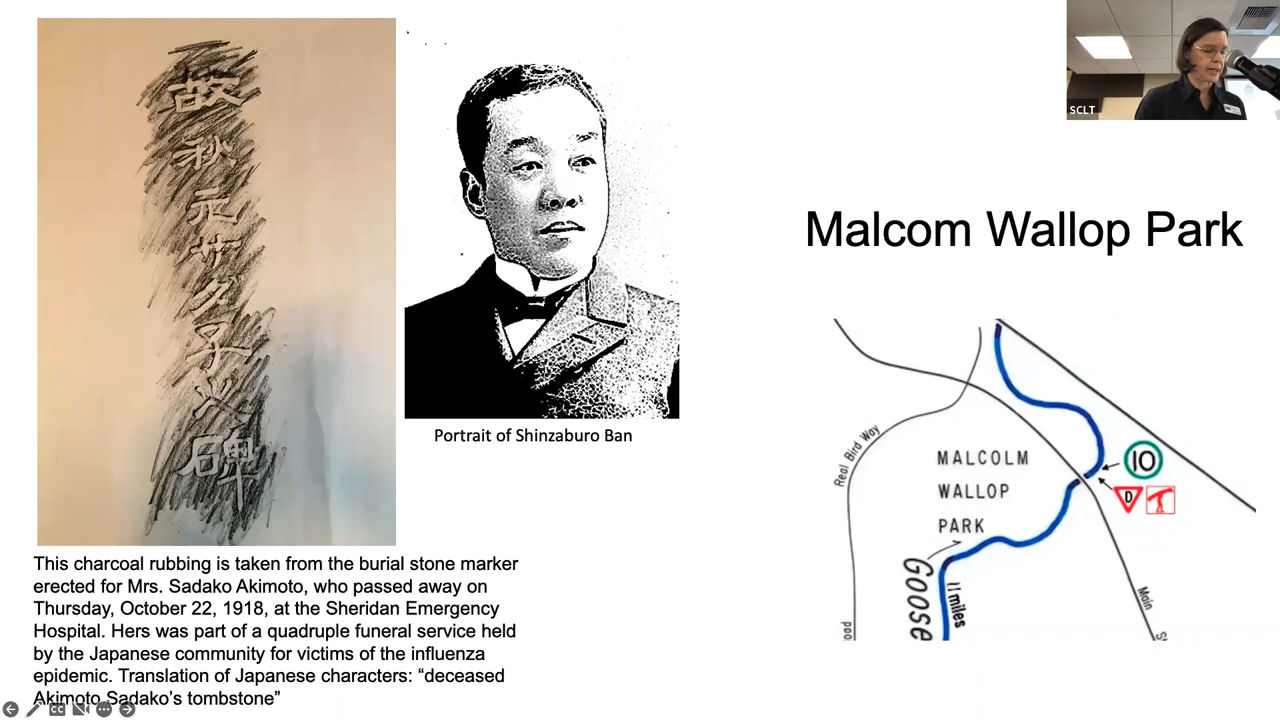 故秋元サダ子之碑
Portrait of Shinzaburo Ban
This charcoal rubbing is taken from the burial stone marker
erected for Mrs. Sadako Akimoto, who passed away on
Thursday, October 22, 1918, at the Sheridan Emergency
Hospital. Hers was part of a quadruple funeral service held
by the Japanese community for victims of the influenza
epidemic. Translation of Japanese characters: “deceased
Akimoto Sadako’s tombstone”
CC
SCLT
Malcom Wallop Park
Real Bird Way
MALCOLM
WALLOP
PARK
10
D
Goose
11 miles
Main
St
oad